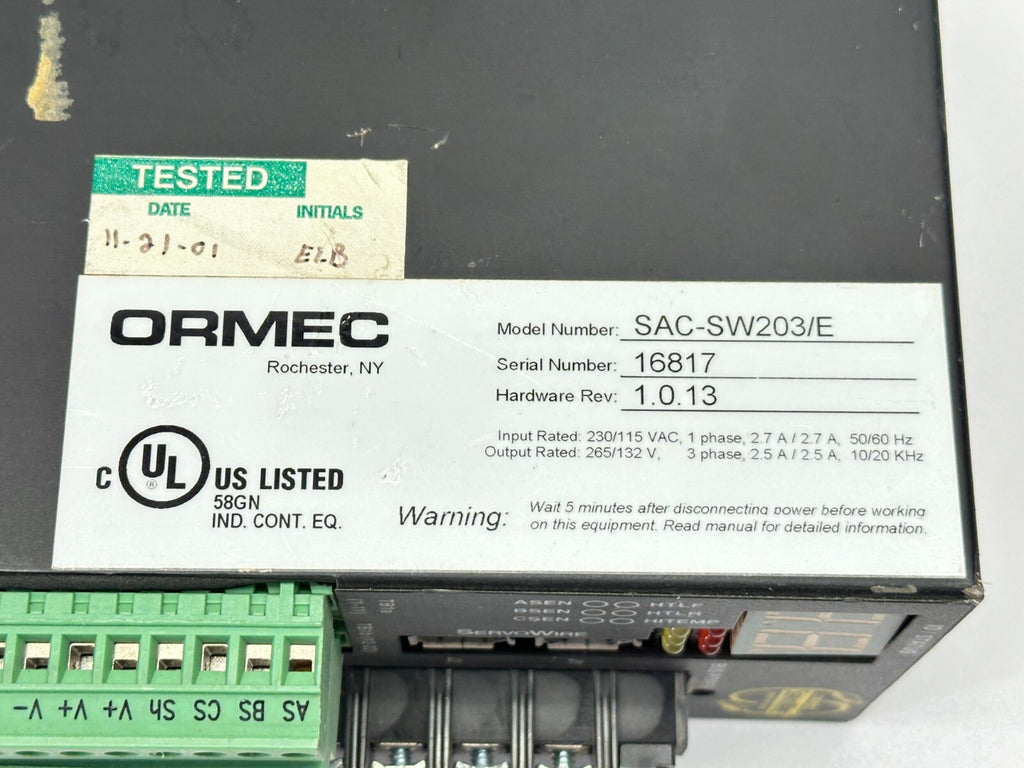 TESTED
DATE INITIALS
11-21-01 ELB
ORMEC
Rochester, NY
Model Number: SAC-SW203/E
Serial Number: 16817
Hardware Rev: 1.0.13
Input Rated: 230/115 VAC, 1 phase, 2.7 A / 2.7 A, 50/60 Hz
Output Rated: 265/132 V, 3 phase, 2.5 A / 2.5 A, 10/20 KHz
C UL ® US LISTED
58GN
IND. CONT. EQ.
Warning: Wait 5 minutes after disconnecting power before working
on this equipment. Read manual for detailed information.
ASEN HTLF
BSEN HTLR
CSEN HITEMP
SERVOWIRE
V- V+ V+ Sh CS BS AS